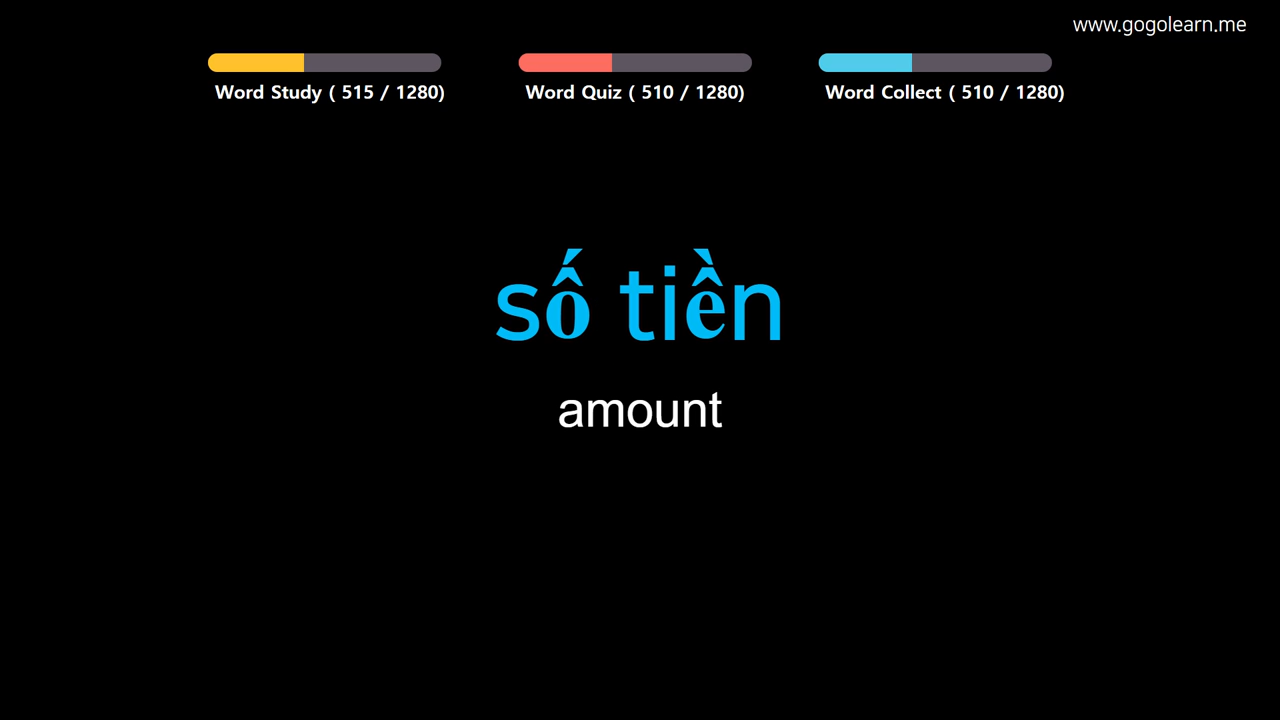 www.gogolearn.me
Word Study ( 515 / 1280)
Word Quiz ( 510 / 1280)
Word Collect ( 510 / 1280)
số tiền
amount